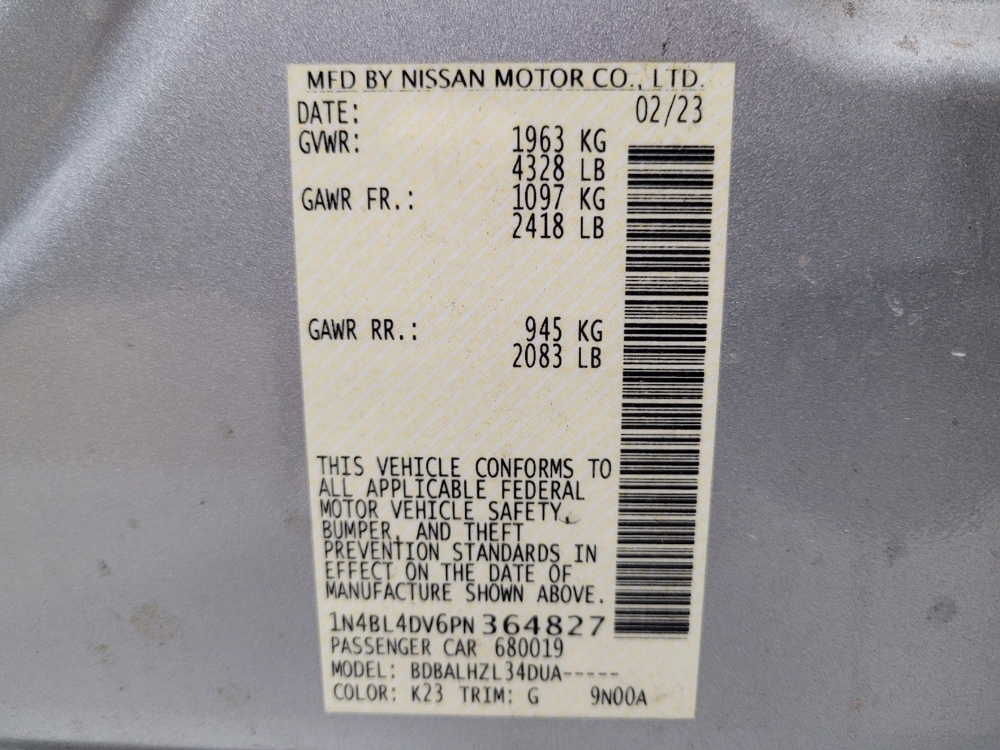 MFD BY NISSAN MOTOR CO., LTD.
DATE: 02/23
GVWR: 1963 KG
4328 LB
GAWR FR.: 1097 KG
2418 LB
GAWR RR.: 945 KG
2083 LB
THIS VEHICLE CONFORMS TO
ALL APPLICABLE FEDERAL
MOTOR VEHICLE SAFETY,
BUMPER, AND THEFT
PREVENTION STANDARDS IN
EFFECT ON THE DATE OF
MANUFACTURE SHOWN ABOVE.
1N4BL4DV6PN364827
PASSENGER CAR 680019
MODEL: BDBALHZL34DUA-----
COLOR: K23 TRIM: G 9N00A